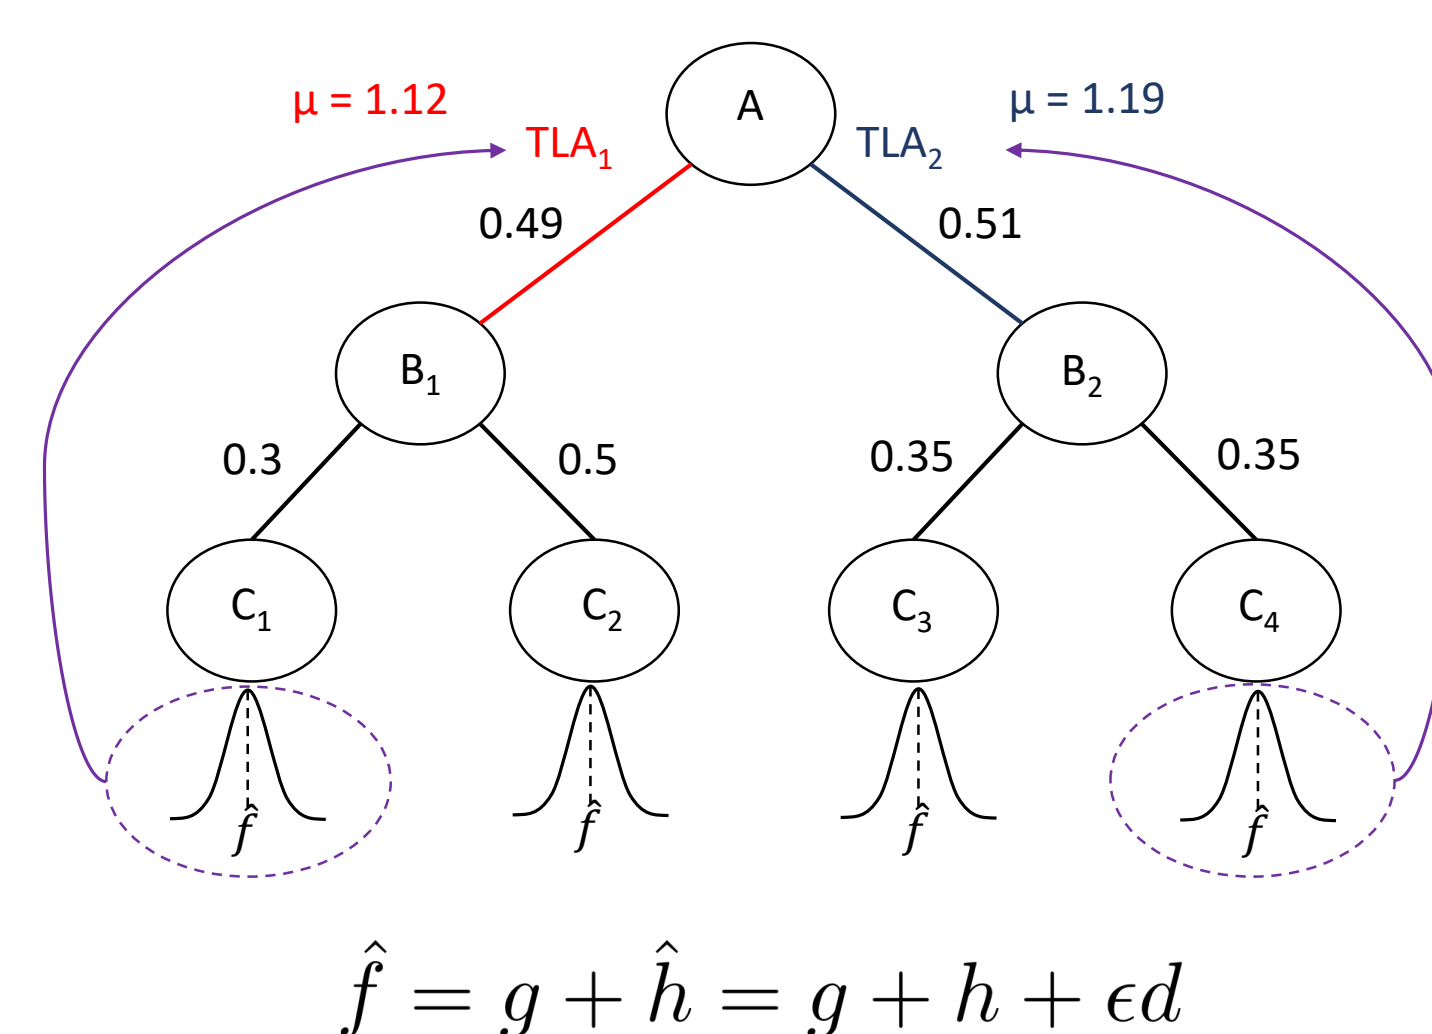 A
μ = 1.12
μ = 1.19
TLA₁
TLA₂
0.49
0.51
B₁
B₂
0.3
0.5
0.35
0.35
C₁
C₂
C₃
C₄
f̂
f̂
f̂
f̂
f̂ = g + ĥ = g + h + ϵd